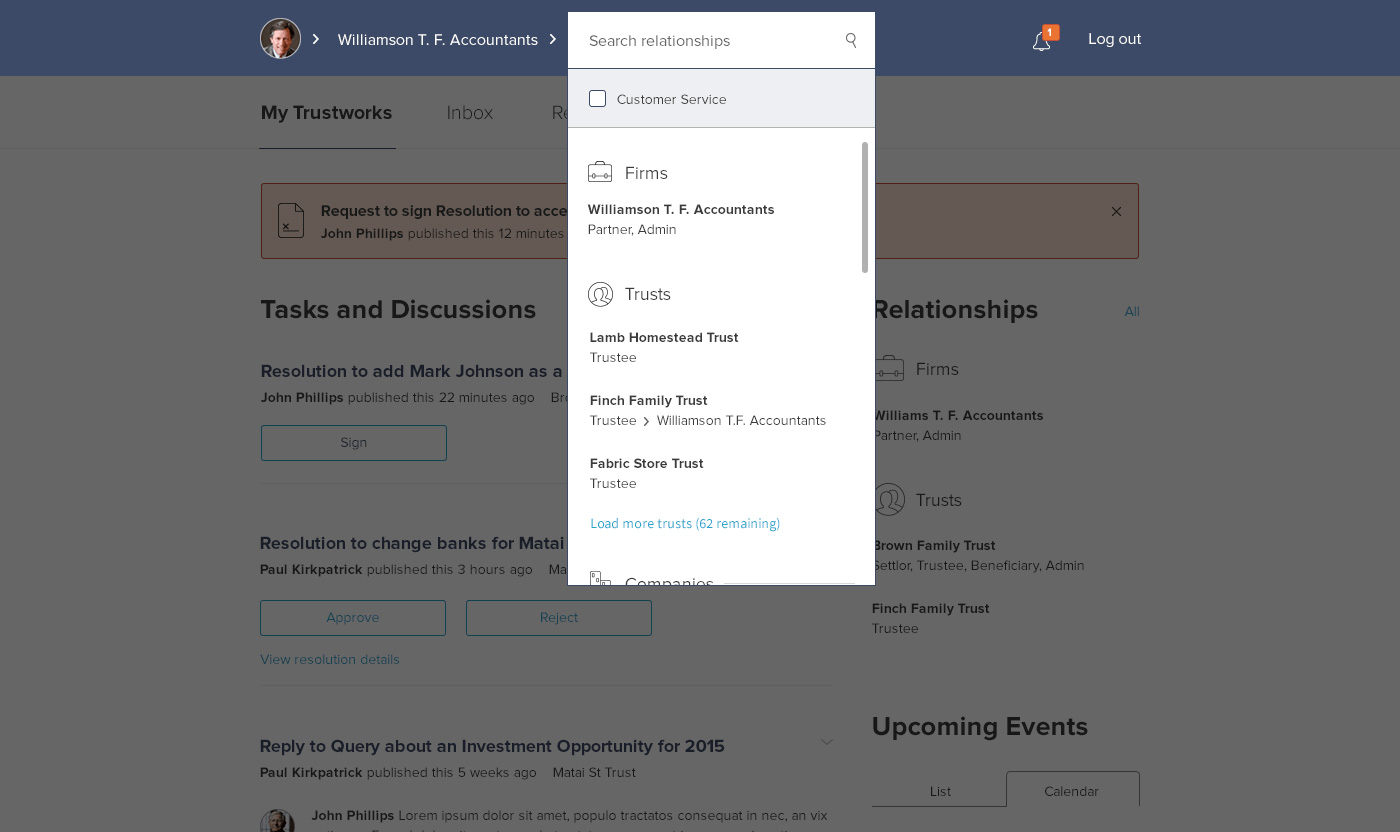 Williamson T. F. Accountants
Search relationships
1
Log out
Customer Service
My Trustworks
Inbox
Firms
Williamson T. F. Accountants
Partner, Admin
Trusts
Lamb Homestead Trust
Trustee
Finch Family Trust
Trustee > Williamson T.F. Accountants
Fabric Store Trust
Trustee
Load more trusts (62 remaining)
Companies
Request to sign Resolution to acce
John Phillips published this 12 minutes
Tasks and Discussions
Resolution to add Mark Johnson as a
John Phillips published this 22 minutes ago
Sign
Resolution to change banks for Matai
Paul Kirkpatrick published this 3 hours ago Ma
Approve
Reject
View resolution details
Reply to Query about an Investment Opportunity for 2015
Paul Kirkpatrick published this 5 weeks ago Matai St Trust
John Phillips Lorem ipsum dolor sit amet, populo tractatos consequat in nec, an vix
Relationships
All
Firms
Williams T. F. Accountants
Partner, Admin
Trusts
Brown Family Trust
Settlor, Trustee, Beneficiary, Admin
Finch Family Trust
Trustee
Upcoming Events
List
Calendar